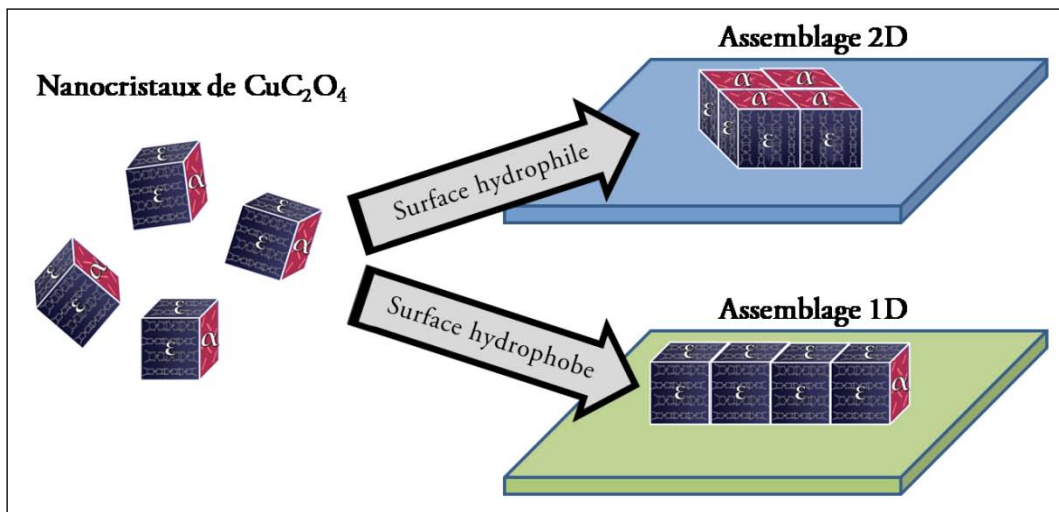 Assemblage 2D
Nanocristaux de CuC₂O₄
α α
α α
ε ε ε ε
Surface hydrophile
ε
ε α
ε
ε α
ε α
ε
ε
ε α
Surface hydrophobe
Assemblage 1D
ε ε ε ε
ε ε ε ε α